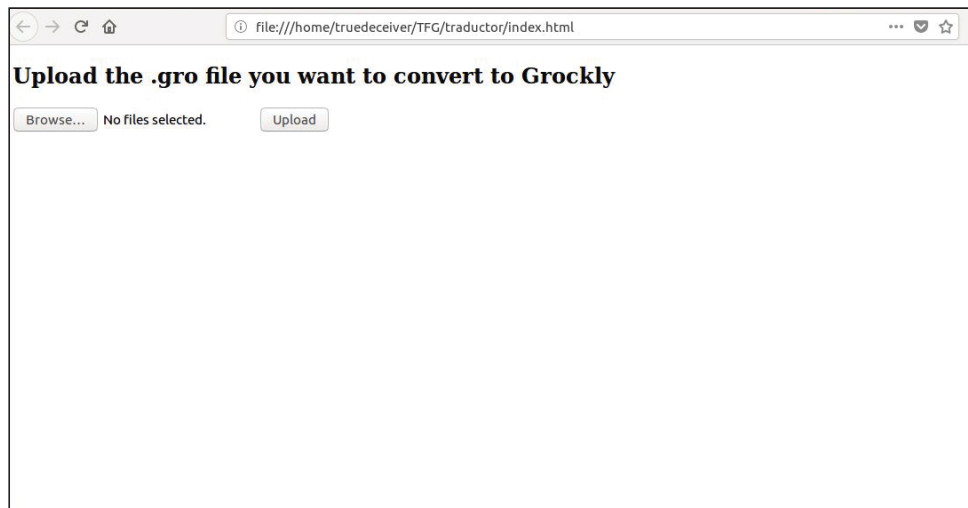 file:///home/truedeceiver/TFG/traductor/index.html
Upload the .gro file you want to convert to Grockly
Browse... No files selected. Upload